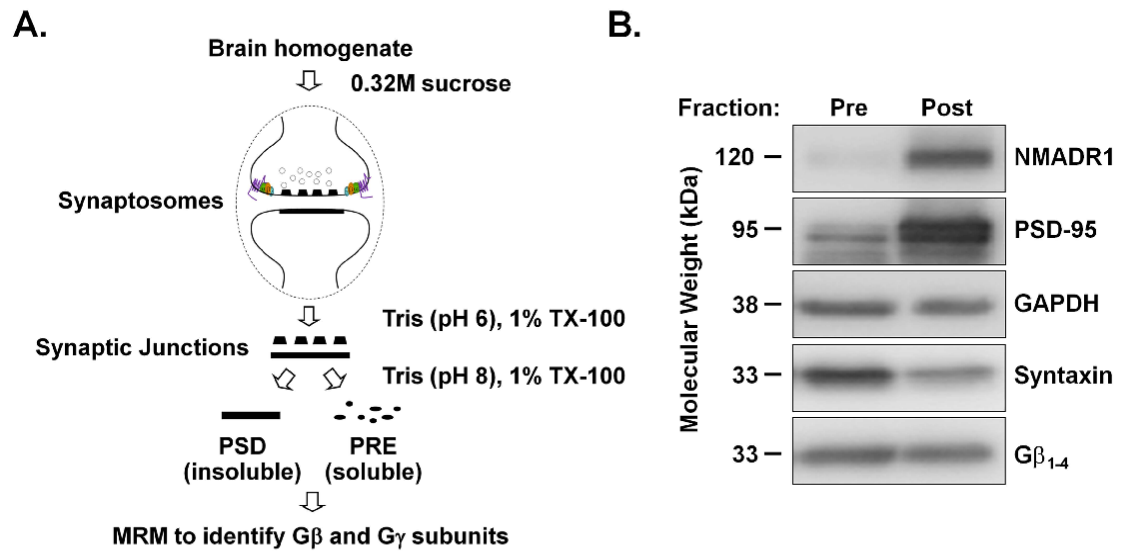 A.
Brain homogenate
0.32M sucrose
Synaptosomes
Tris (pH 6), 1% TX-100
Synaptic Junctions
Tris (pH 8), 1% TX-100
PSD
(insoluble)
PRE
(soluble)
MRM to identify Gβ and Gγ subunits
B.
Fraction: Pre Post
Molecular Weight (kDa)
120 NMADR1
95 PSD-95
38 GAPDH
33 Syntaxin
33 Gβ1-4